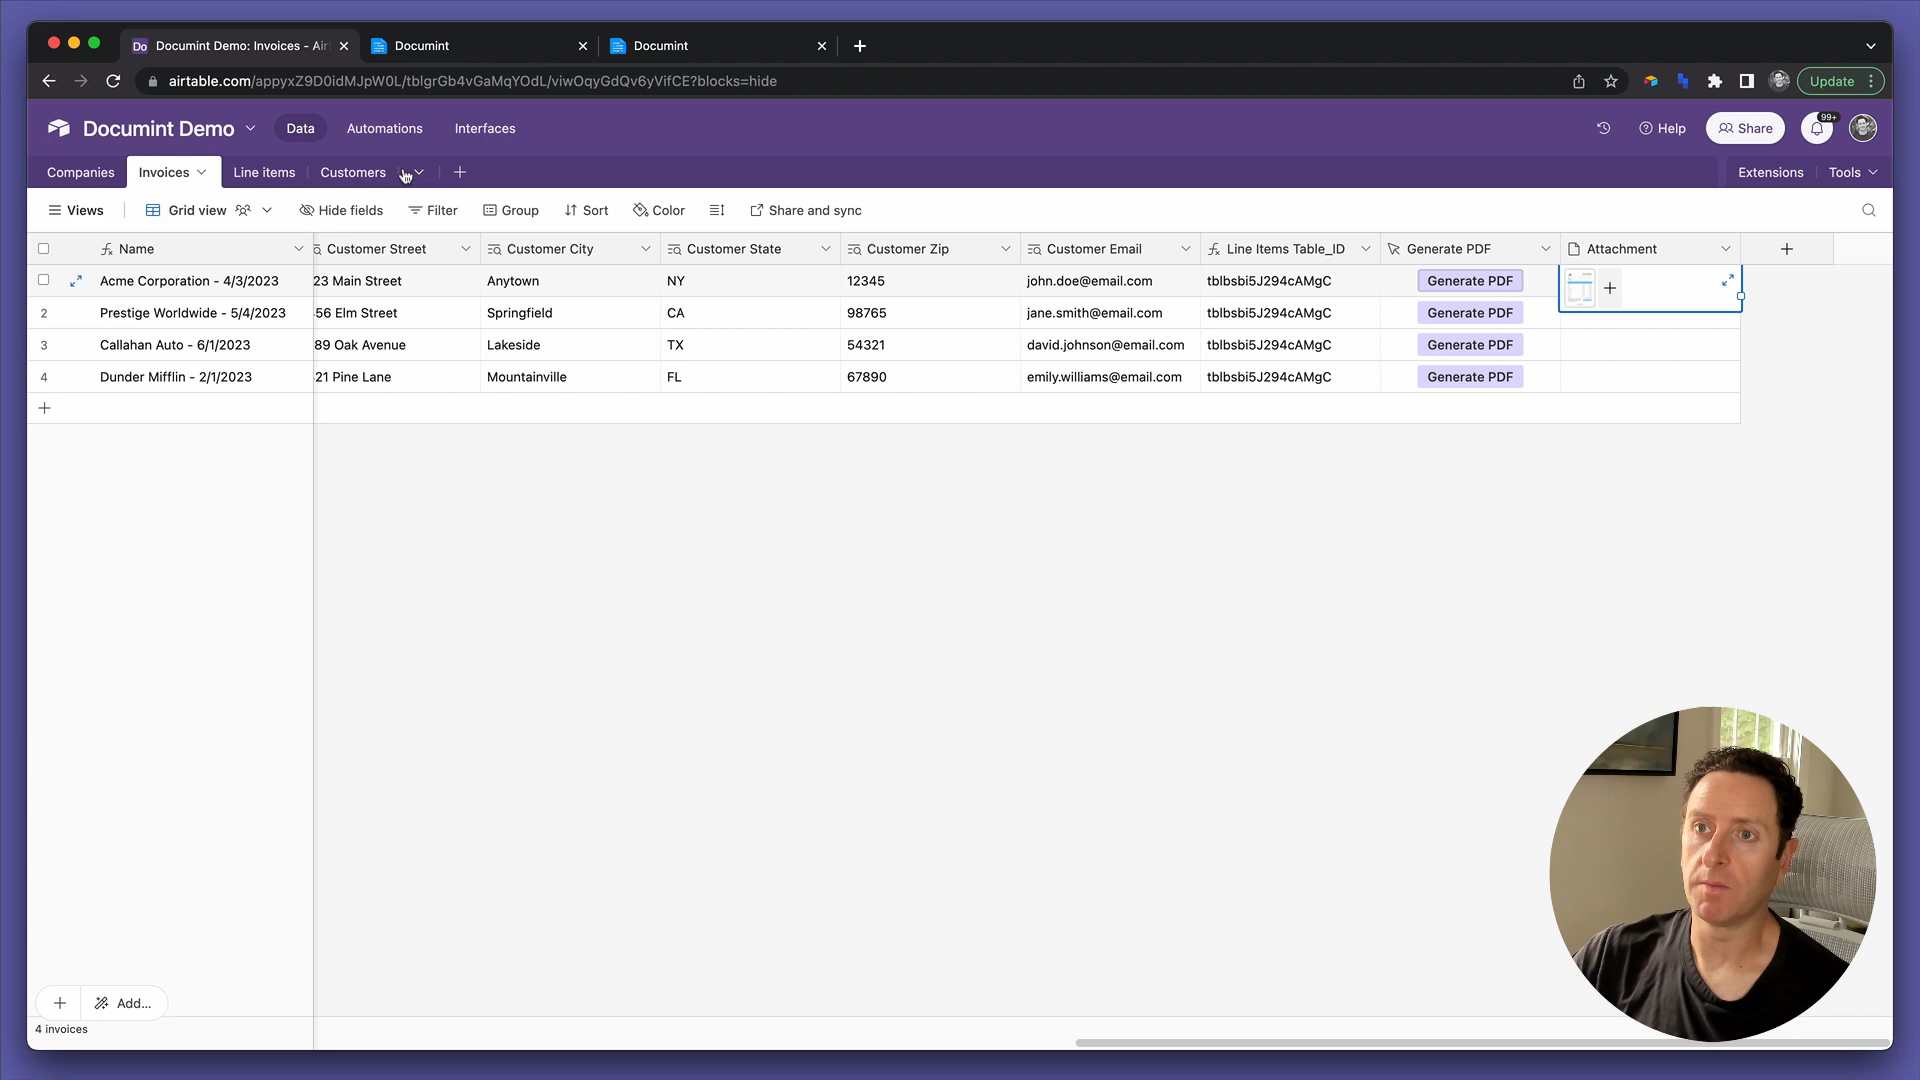 Do Documint Demo: Invoices - Air
Documint
Documint
airtable.com/appyxZ9D0idMJpW0L/tblgrGb4vGaMqYOdL/viwOqyGdQv6yVifCE?blocks=hide
Update
Documint Demo
Data
Automations
Interfaces
Help
Share
99+
Companies
Invoices
Line items
Customers
Extensions
Tools
Views
Grid view
Hide fields
Filter
Group
Sort
Color
Share and sync
Name
Customer Street
Customer City
Customer State
Customer Zip
Customer Email
Line Items Table_ID
Generate PDF
Attachment
Acme Corporation - 4/3/2023
23 Main Street
Anytown
NY
12345
john.doe@email.com
tblbsbi5J294cAMgC
Generate PDF
2
Prestige Worldwide - 5/4/2023
56 Elm Street
Springfield
CA
98765
jane.smith@email.com
tblbsbi5J294cAMgC
Generate PDF
3
Callahan Auto - 6/1/2023
89 Oak Avenue
Lakeside
TX
54321
david.johnson@email.com
tblbsbi5J294cAMgC
Generate PDF
4
Dunder Mifflin - 2/1/2023
21 Pine Lane
Mountainville
FL
67890
emily.williams@email.com
tblbsbi5J294cAMgC
Generate PDF
Add...
4 invoices